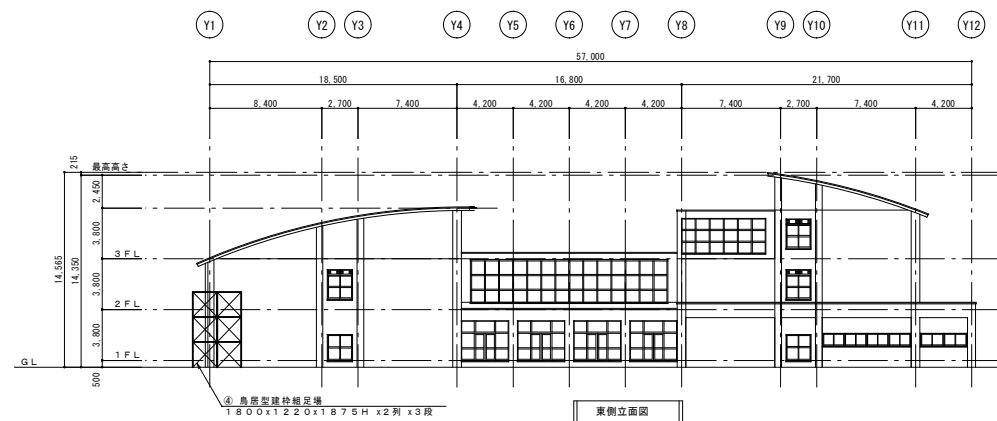 Y1 Y2 Y3 Y4 Y5 Y6 Y7 Y8 Y9 Y10 Y11 Y12
57,000
18,500 16,800 21,700
8,400 2,700 7,400 4,200 4,200 4,200 4,200 7,400 2,700 7,400 4,200
215
最高高さ
2,450
3,800
3FL
14,565
14,350
3,800
2FL
3,800
1FL
GL
500
④ 鳥居型建枠組足場
1800x1220x1875H x2列 x3段
東側立面図